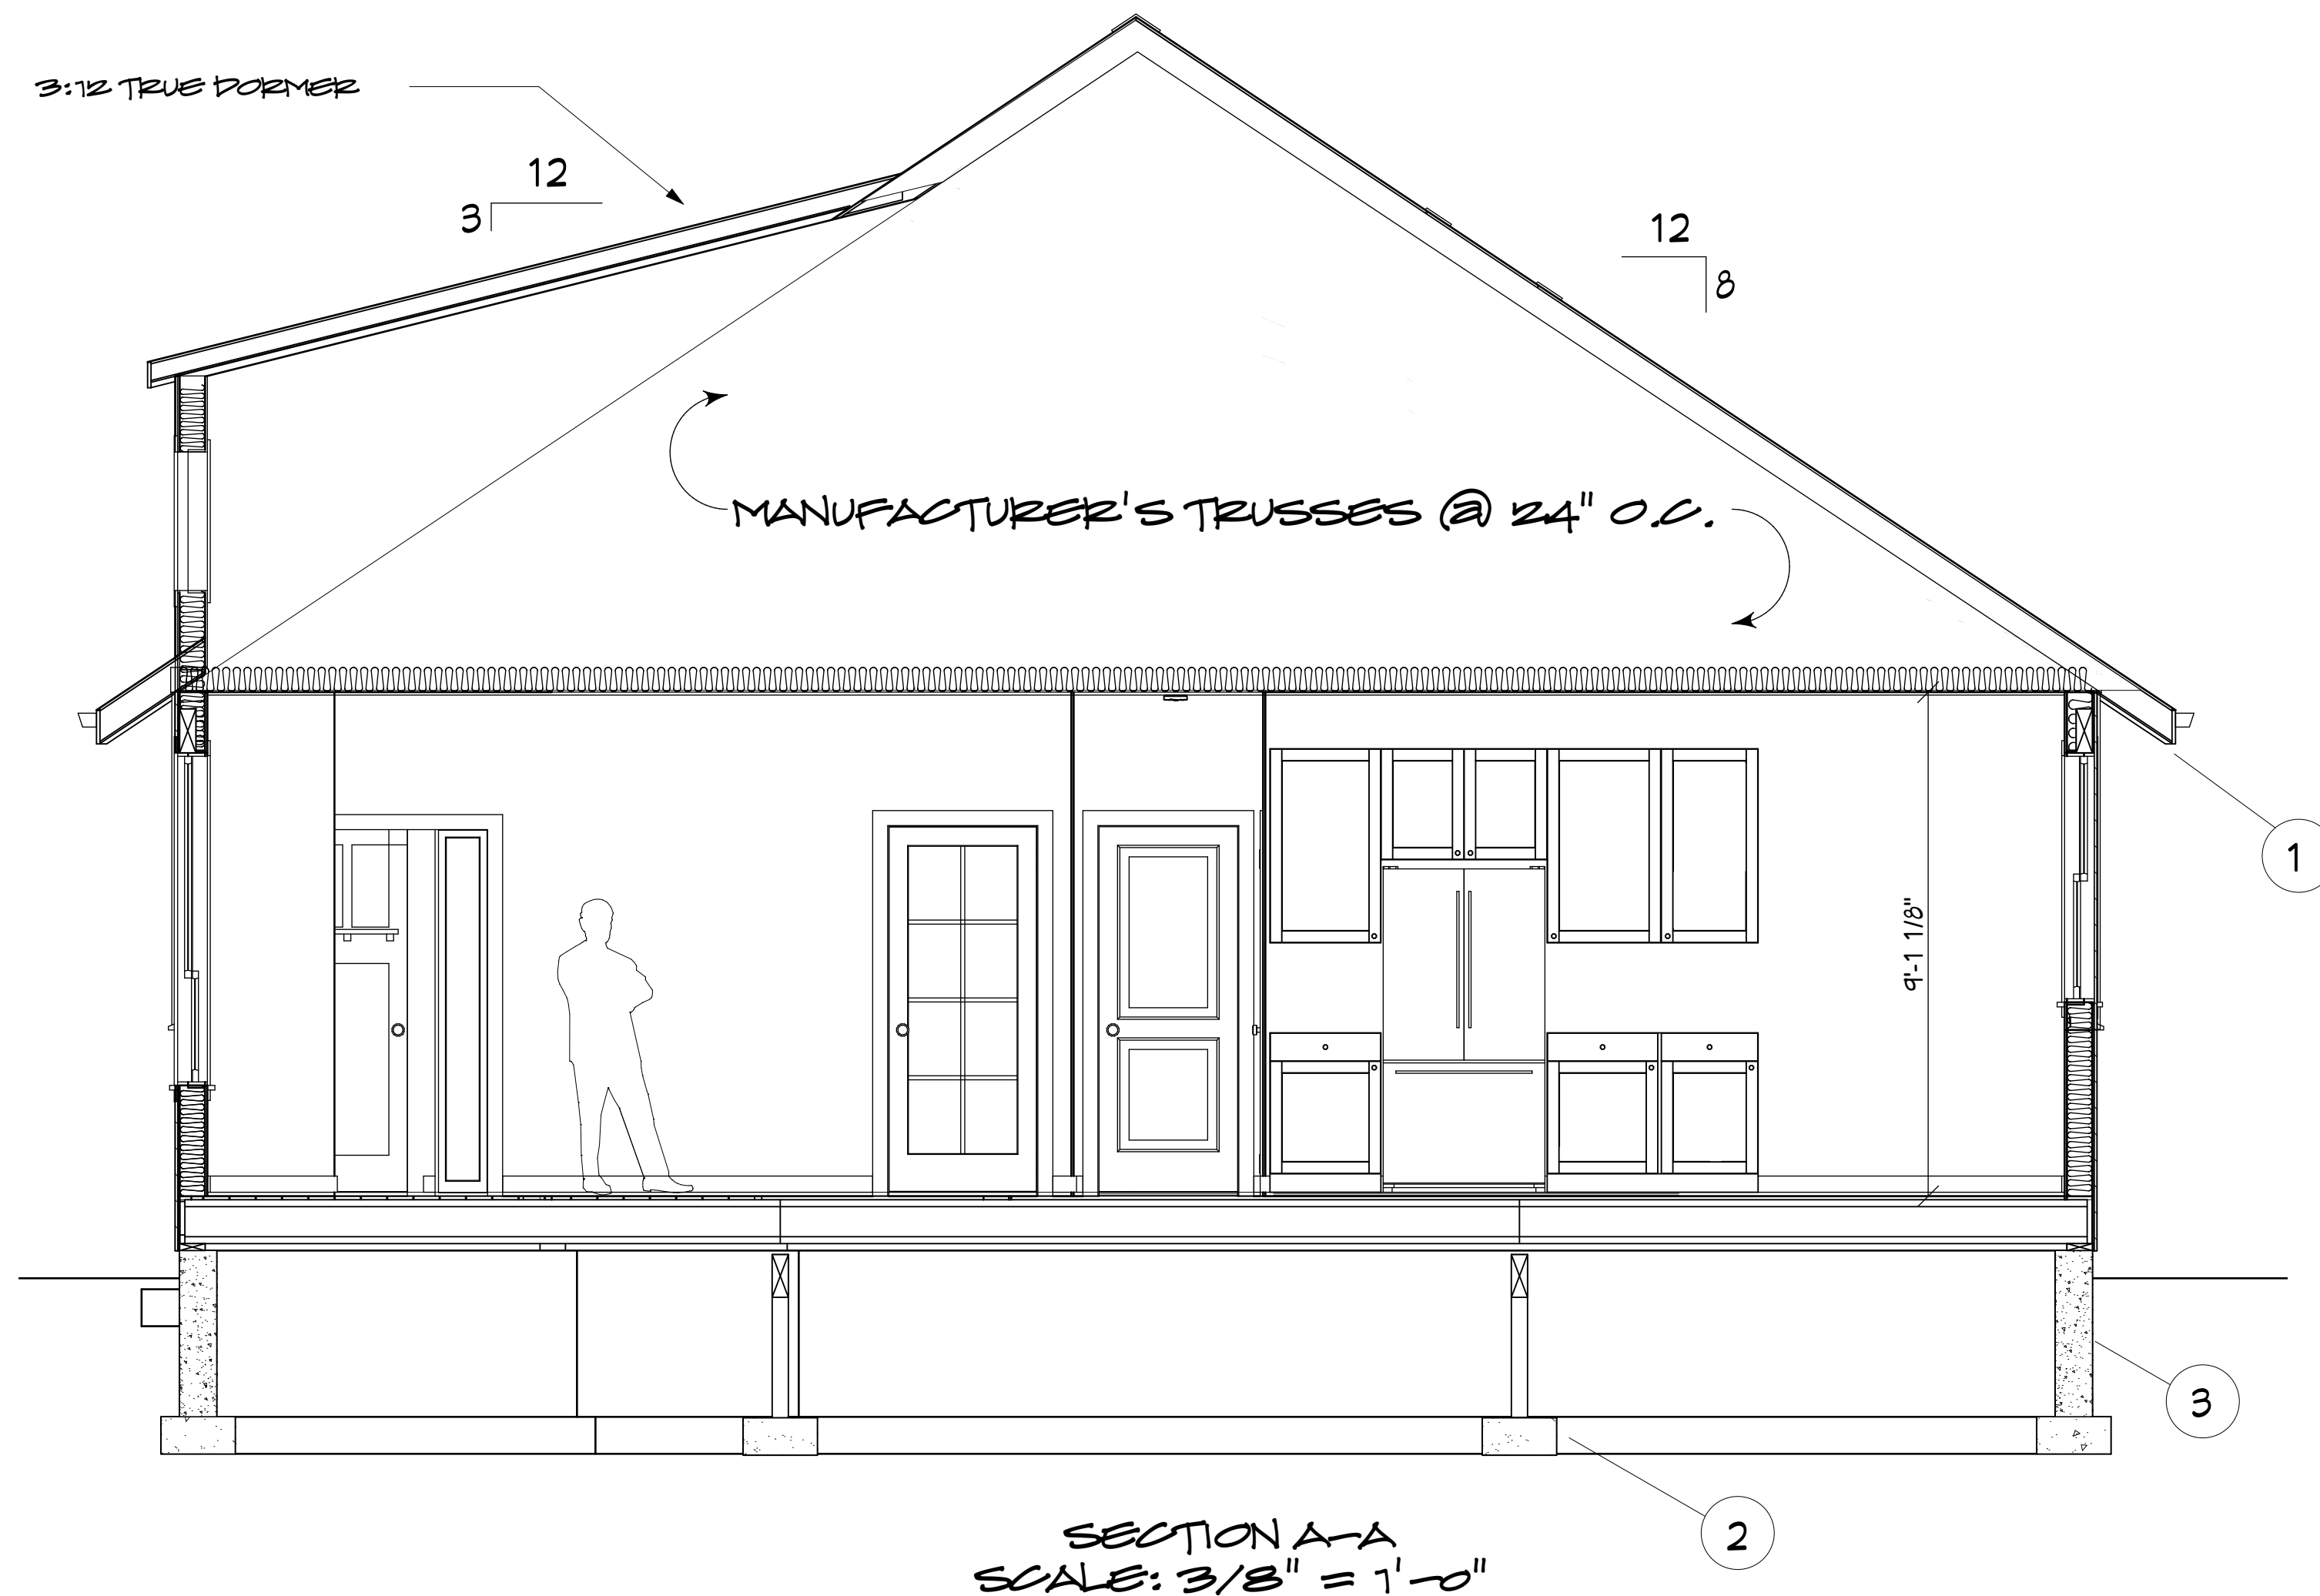 3:12 TRUE DORMER
12
3
12
8
MANUFACTURER'S TRUSSES @ 24" O.C.
1
9'-1 1/8"
3
2
SECTION A-A
SCALE: 3/8" = 1'-0"